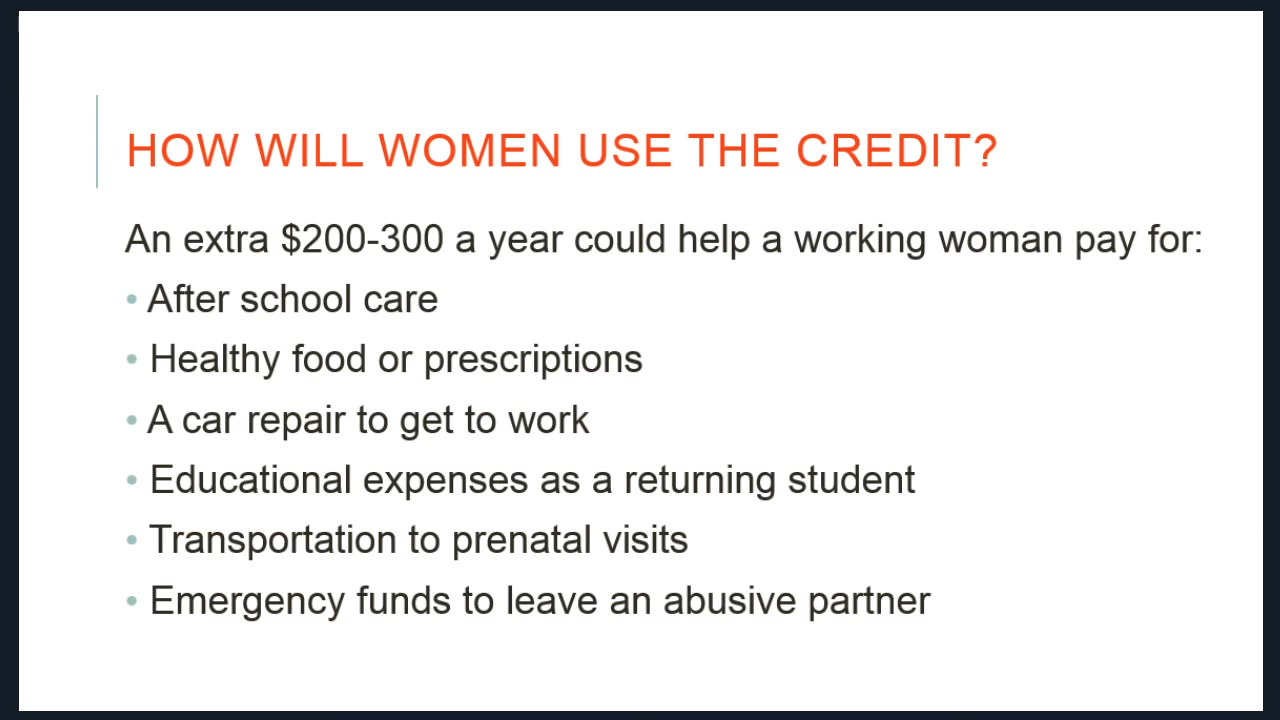 HOW WILL WOMEN USE THE CREDIT?
An extra $200-300 a year could help a working woman pay for:
• After school care
• Healthy food or prescriptions
• A car repair to get to work
• Educational expenses as a returning student
• Transportation to prenatal visits
• Emergency funds to leave an abusive partner